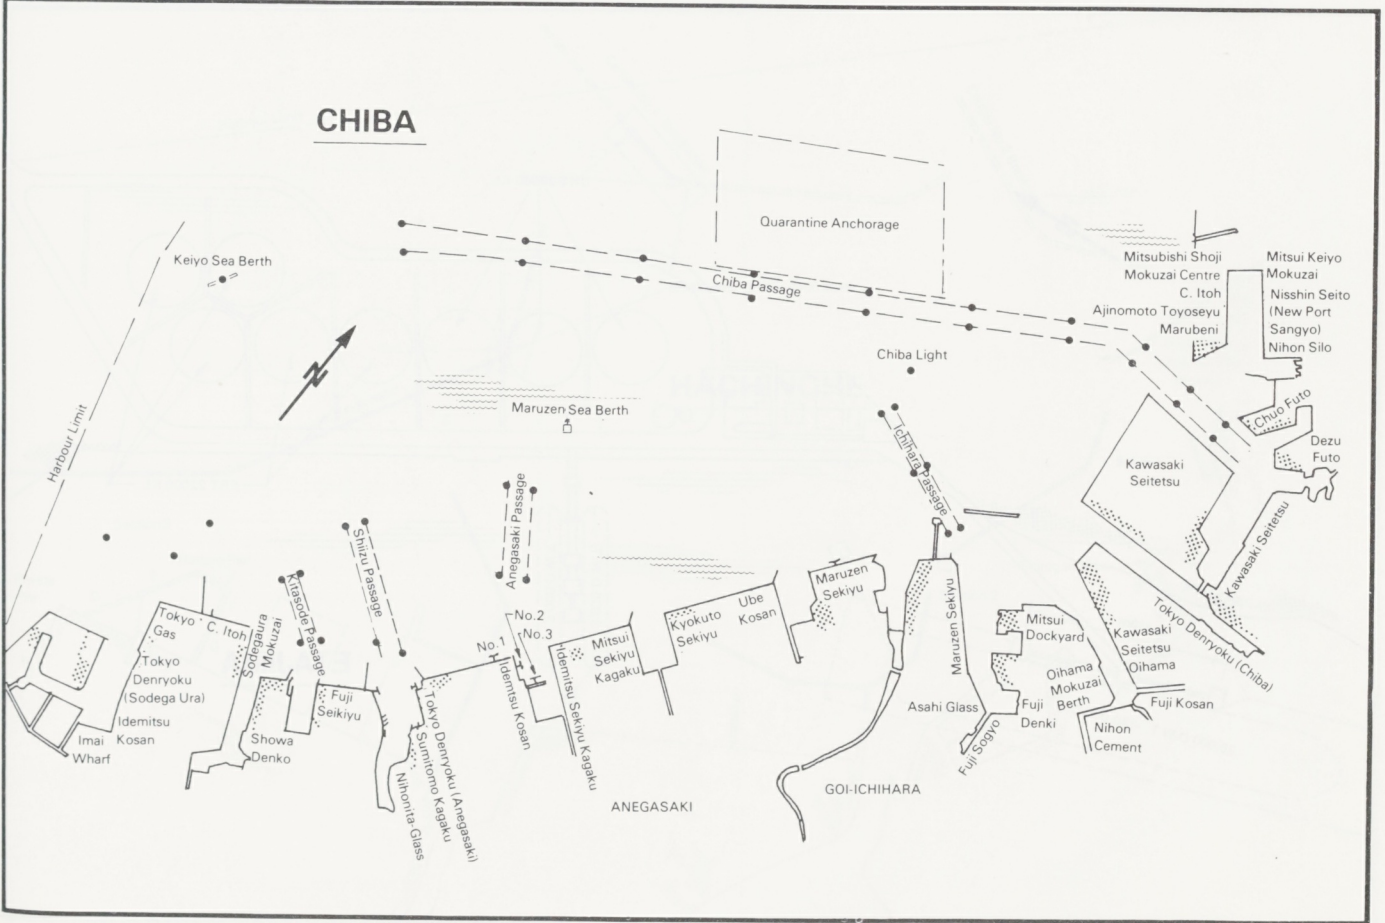 CHIBA
Quarantine Anchorage
Keiyo Sea Berth
Chiba Passage
Mitsubishi Shoji
Mokuzai Centre
C. Itoh
Ajinomoto Toyoseyu
Marubeni
Mitsui Keiyo
Mokuzai
Nisshin Seito
(New Port
Sangyo)
Nihon Silo
Chiba Light
Harbour Limit
Maruzen Sea Berth
Chuo Futo
Dezu
Futo
Ichihara Passage
Kawasaki
Seitetsu
Kawasaki Seitetsu
Anegasaki Passage
Shiizu Passage
Kitasode Passage
Tokyo
Gas
C. Itoh
Sodegaura
Mokuzai
Tokyo
Denryoku
(Sodega Ura)
Idemitsu
Kosan
Imai
Wharf
Showa
Denko
Fuji
Seikiyu
No.1
No.2
No.3
Idemtsu Kosan
Idemitsu Sekiyu Kagaku
Mitsui
Sekiyu
Kagaku
Kyokuto
Sekiyu
Ube
Kosan
Maruzen
Sekiyu
Maruzen Sekiyu
Mitsui
Dockyard
Kawasaki
Seitetsu
Oihama
Tokyo Denryoku (Chiba)
Oihama
Mokuzai
Berth
Fuji Kosan
Asahi Glass
Fuji
Denki
Fuji Sogyo
Nihon
Cement
Tokyo Denryoku (Anegasaki)
Sumitomo Kagaku
Nihonita-Glass
ANEGASAKI
GOI-ICHIHARA